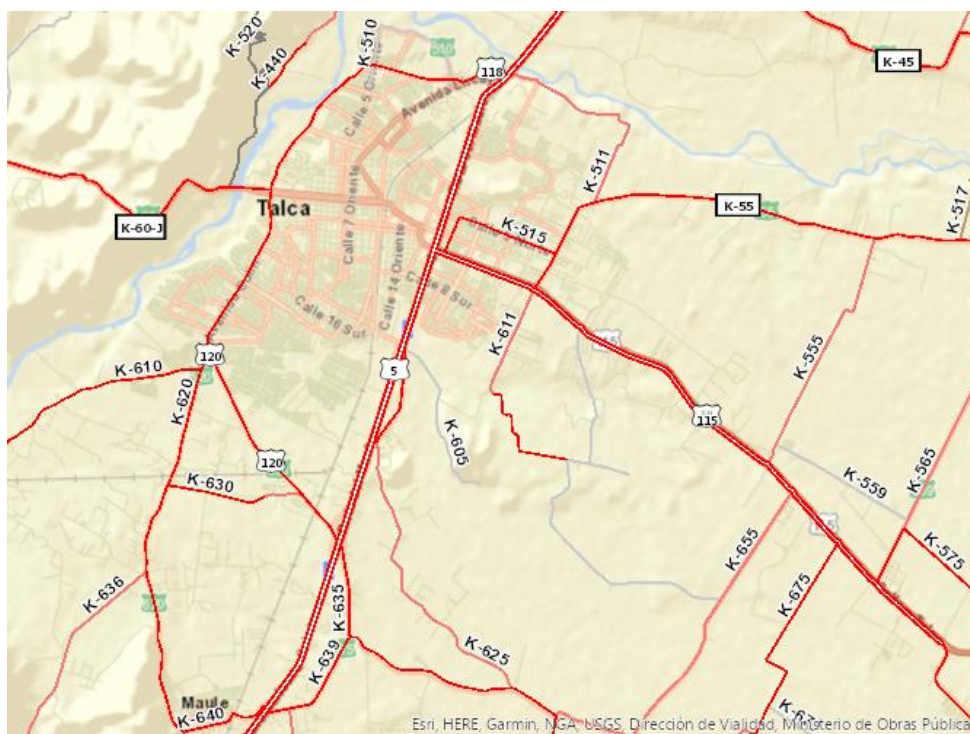 K-520
K-440
K-510
118
K-45
Calle 5 Oriente
K-511
K-517
K-55
Talca
K-60-J
Calle 7 Oriente
K-515
Calle 14 Oriente
Calle 8 Sur
Calle 16 Sur
K-611
120
K-610
5
K-620
K-555
115
K-605
120
K-565
K-630
K-559
K-575
K-655
K-636
K-635
K-675
K-639
K-625
Maule
K-640
Esri, HERE, Garmin, NGA, USGS, Dirección de Vialidad, Ministerio de Obras Pública